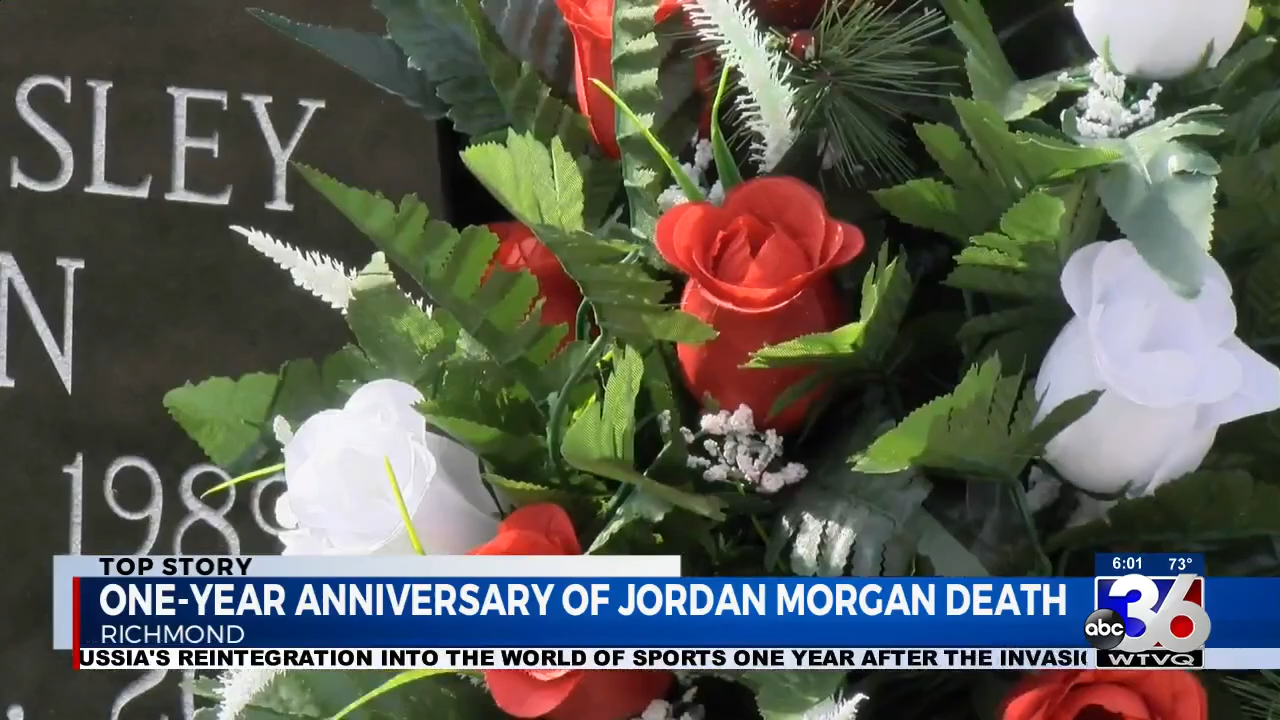 SLEY
N
198
TOP STORY
6:01 73°
ONE-YEAR ANNIVERSARY OF JORDAN MORGAN DEATH
RICHMOND
abc 36
WTVQ
USSIA'S REINTEGRATION INTO THE WORLD OF SPORTS ONE YEAR AFTER THE INVASI